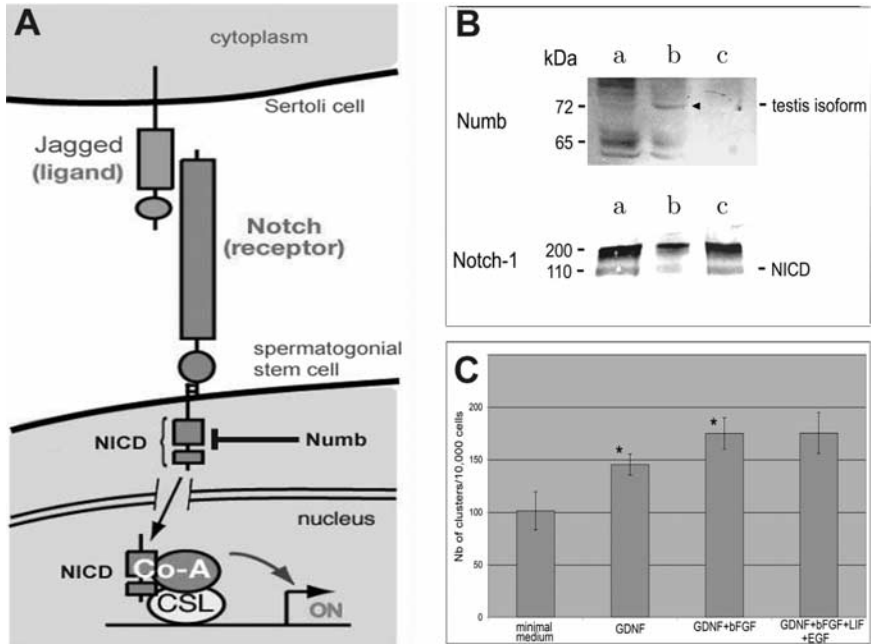 A
cytoplasm
Sertoli cell
Jagged
(ligand)
Notch
(receptor)
spermatogonial
stem cell
NICD
Numb
nucleus
NICD
Co-A
CSL
ON
B
kDa
a b c
Numb
72
65
testis isoform
a b c
Notch-1
200
110
NICD
C
Nb of clusters/10,000 cells
200
150
100
50
0
*
*
minimal
medium
GDNF
GDNF+bFGF
GDNF+bFGF+LIF
+EGF